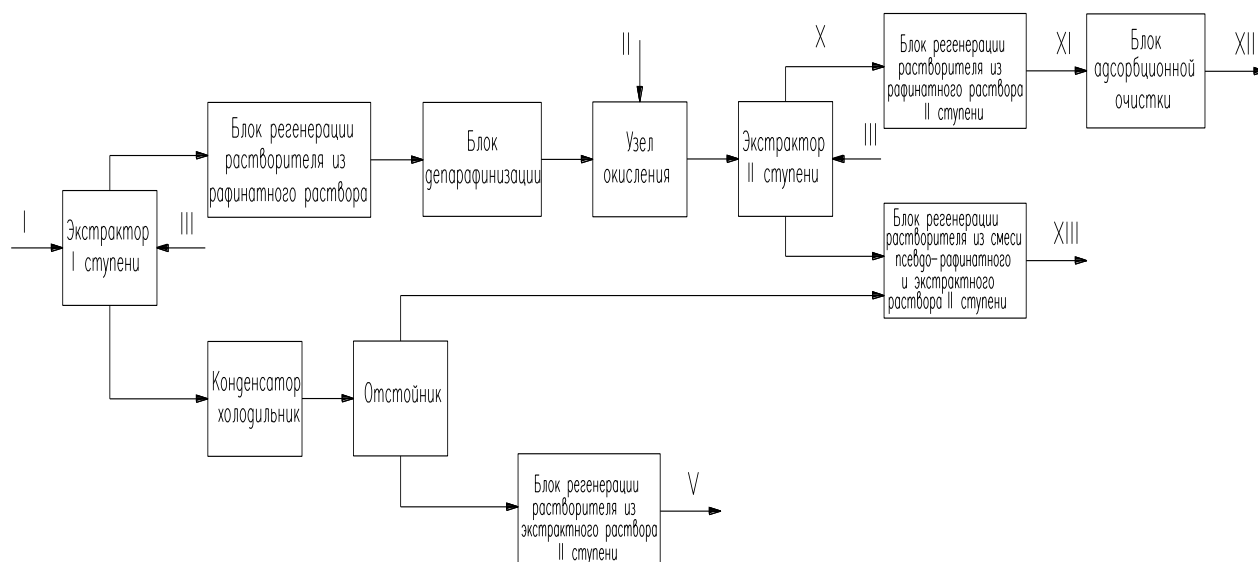 II
X
Блок регенерации
растворителя из
рафинатного раствора
II ступени
XI
Блок
адсорбционной
очистки
XII
Блок регенерации
растворителя из
рафинатного раствора
Блок
депарафинизации
Узел
окисления
Экстрактор
II ступени
III
I
Экстрактор
I ступени
III
Блок регенерации
растворителя из смеси
псевдо-рафинатного
и экстрактного
раствора II ступени
XIII
Конденсатор
холодильник
Отстойник
Блок регенерации
растворителя из
экстрактного раствора
II ступени
V